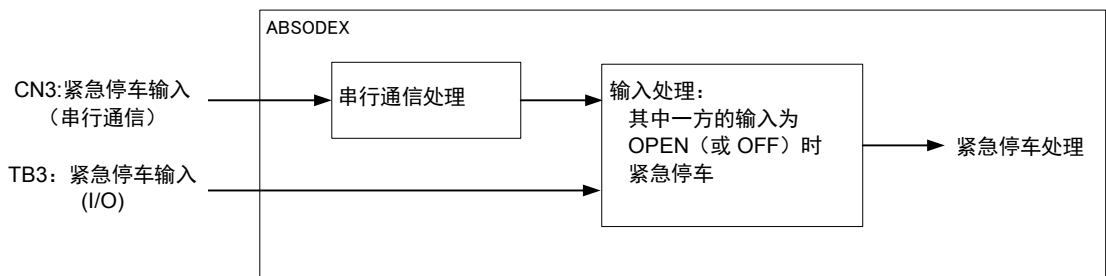 ABSODEX
CN3:紧急停车输入
（串行通信）
串行通信处理
输入处理：
其中一方的输入为
OPEN（或 OFF）时
紧急停车
紧急停车处理
TB3：紧急停车输入
(I/O)